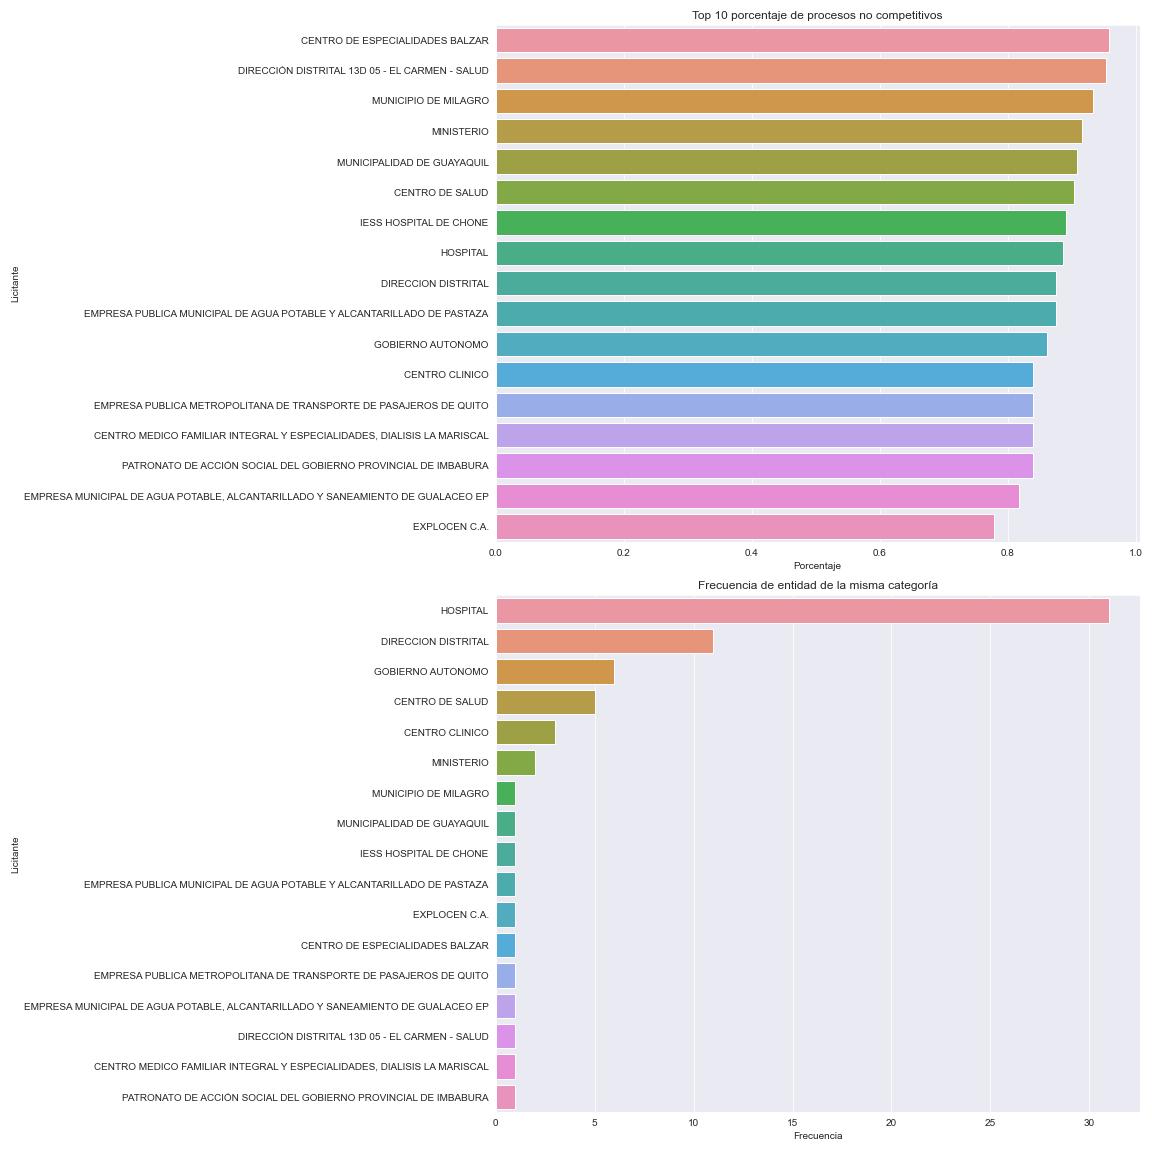 Top 10 porcentaje de procesos no competitivos
CENTRO DE ESPECIALIDADES BALZAR
DIRECCIÓN DISTRITAL 13D 05 - EL CARMEN - SALUD
MUNICIPIO DE MILAGRO
MINISTERIO
MUNICIPALIDAD DE GUAYAQUIL
CENTRO DE SALUD
IESS HOSPITAL DE CHONE
HOSPITAL
DIRECCION DISTRITAL
EMPRESA PUBLICA MUNICIPAL DE AGUA POTABLE Y ALCANTARILLADO DE PASTAZA
GOBIERNO AUTONOMO
CENTRO CLINICO
EMPRESA PUBLICA METROPOLITANA DE TRANSPORTE DE PASAJEROS DE QUITO
CENTRO MEDICO FAMILIAR INTEGRAL Y ESPECIALIDADES, DIALISIS LA MARISCAL
PATRONATO DE ACCIÓN SOCIAL DEL GOBIERNO PROVINCIAL DE IMBABURA
EMPRESA MUNICIPAL DE AGUA POTABLE, ALCANTARILLADO Y SANEAMIENTO DE GUALACEO EP
EXPLOCEN C.A.
Licitante
0.0 0.2 0.4 0.6 0.8 1.0
Porcentaje
Frecuencia de entidad de la misma categoría
HOSPITAL
DIRECCION DISTRITAL
GOBIERNO AUTONOMO
CENTRO DE SALUD
CENTRO CLINICO
MINISTERIO
MUNICIPIO DE MILAGRO
MUNICIPALIDAD DE GUAYAQUIL
IESS HOSPITAL DE CHONE
EMPRESA PUBLICA MUNICIPAL DE AGUA POTABLE Y ALCANTARILLADO DE PASTAZA
EXPLOCEN C.A.
CENTRO DE ESPECIALIDADES BALZAR
EMPRESA PUBLICA METROPOLITANA DE TRANSPORTE DE PASAJEROS DE QUITO
EMPRESA MUNICIPAL DE AGUA POTABLE, ALCANTARILLADO Y SANEAMIENTO DE GUALACEO EP
DIRECCIÓN DISTRITAL 13D 05 - EL CARMEN - SALUD
CENTRO MEDICO FAMILIAR INTEGRAL Y ESPECIALIDADES, DIALISIS LA MARISCAL
PATRONATO DE ACCIÓN SOCIAL DEL GOBIERNO PROVINCIAL DE IMBABURA
Licitante
0 5 10 15 20 25 30
Frecuencia